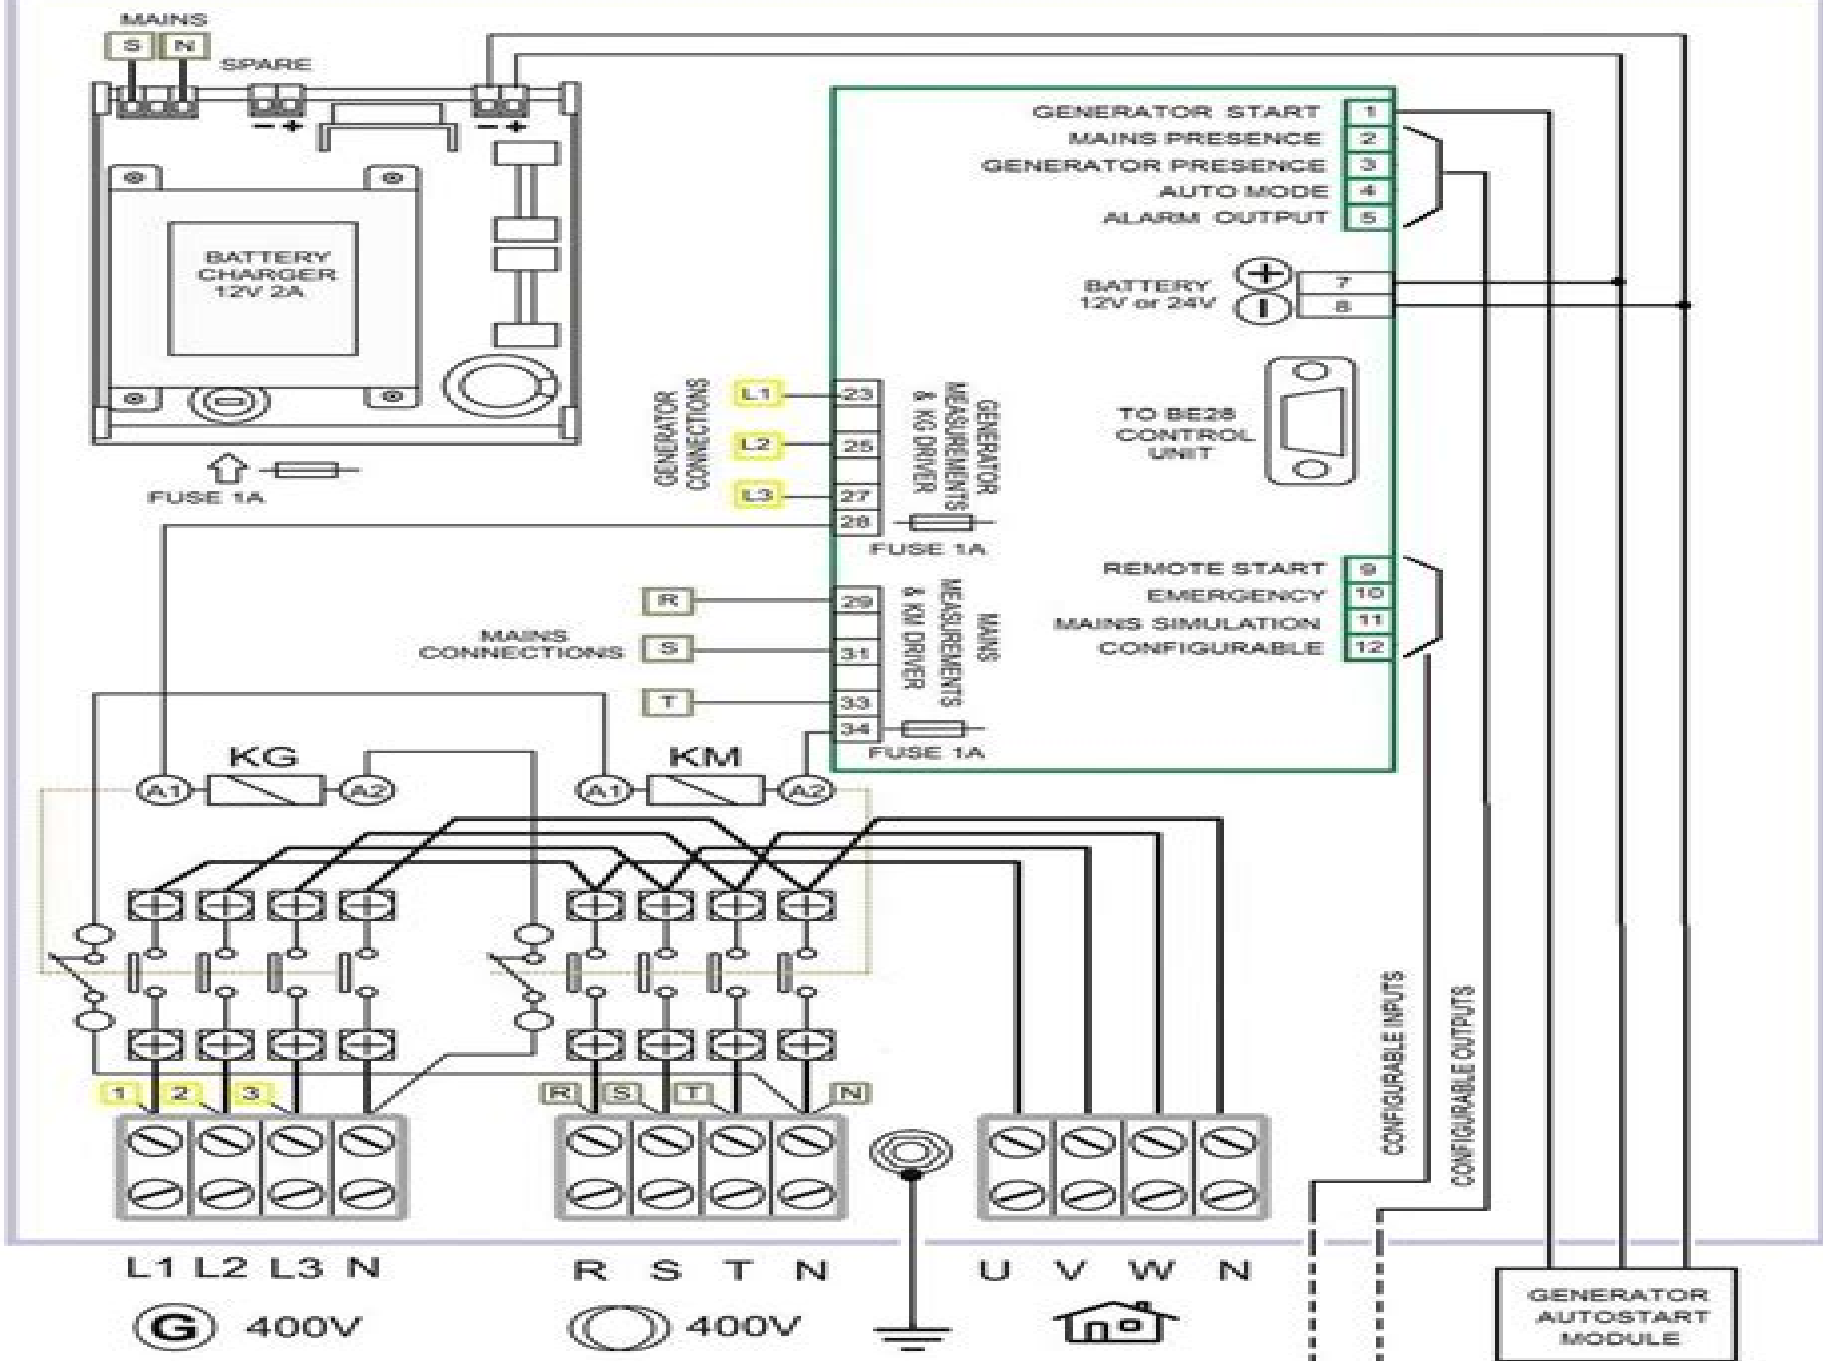 MAINS
S N
SPARE
- + - +
BATTERY
CHARGER
12V 2A
FUSE 1A
GENERATOR START 1
MAINS PRESENCE 2
GENERATOR PRESENCE 3
AUTO MODE 4
ALARM OUTPUT 5
BATTERY
12V or 24V
+ 7
- 8
TO BE28
CONTROL
UNIT
GENERATOR
CONNECTIONS
L1 23
L2 25
L3 27
28
GENERATOR
MEASUREMENTS
& KG DRIVER
FUSE 1A
REMOTE START 9
EMERGENCY 10
MAINS SIMULATION 11
CONFIGURABLE 12
MAINS
CONNECTIONS
R 29
S 31
T 33
34
MAINS
MEASUREMENTS
& KM DRIVER
FUSE 1A
KG KM
A1 A2 A1 A2
1 2 3 R S T N
CONFIGURABLE INPUTS
CONFIGURABLE OUTPUTS
L1 L2 L3 N R S T N U V W N
G 400V 400V
GENERATOR
AUTOSTART
MODULE